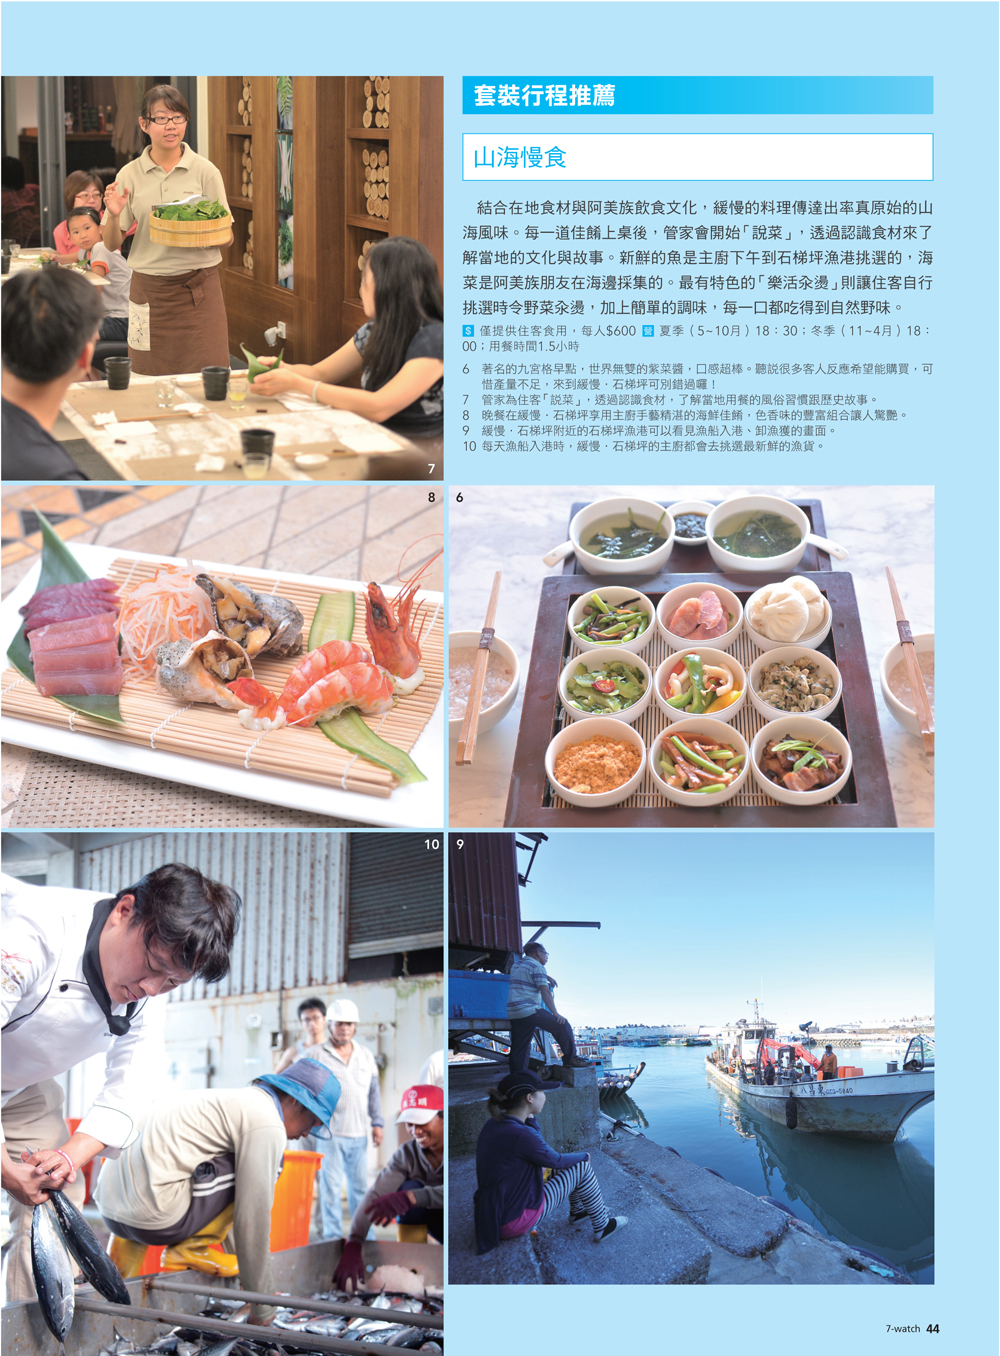 套裝行程推薦
山海慢食
結合在地食材與阿美族飲食文化，緩慢的料理傳達出率真原始的山
海風味。每一道佳餚上桌後，管家會開始「說菜」，透過認識食材來了
解當地的文化與故事。新鮮的魚是主廚下午到石梯坪漁港挑選的，海
菜是阿美族朋友在海邊採集的。最有特色的「樂活汆燙」則讓住客自行
挑選時令野菜汆燙，加上簡單的調味，每一口都吃得到自然野味。
$ 僅提供住客食用，每人$600 營 夏季（5~10月）18：30；冬季（11~4月）18：
00；用餐時間1.5小時
6 著名的九宮格早點，世界無雙的紫菜醬，口感超棒。聽說很多客人反應希望能購買，可
惜產量不足，來到緩慢．石梯坪可別錯過囉！
7 管家為住客「說菜」，透過認識食材，了解當地用餐的風俗習慣跟歷史故事。
8 晚餐在緩慢．石梯坪享用主廚手藝精湛的海鮮佳餚，色香味的豐富組合讓人驚艷。
9 緩慢．石梯坪附近的石梯坪漁港可以看見漁船入港、卸漁獲的畫面。
10 每天漁船入港時，緩慢．石梯坪的主廚都會去挑選最新鮮的漁貨。
7
8
6
10
9
7-watch 44